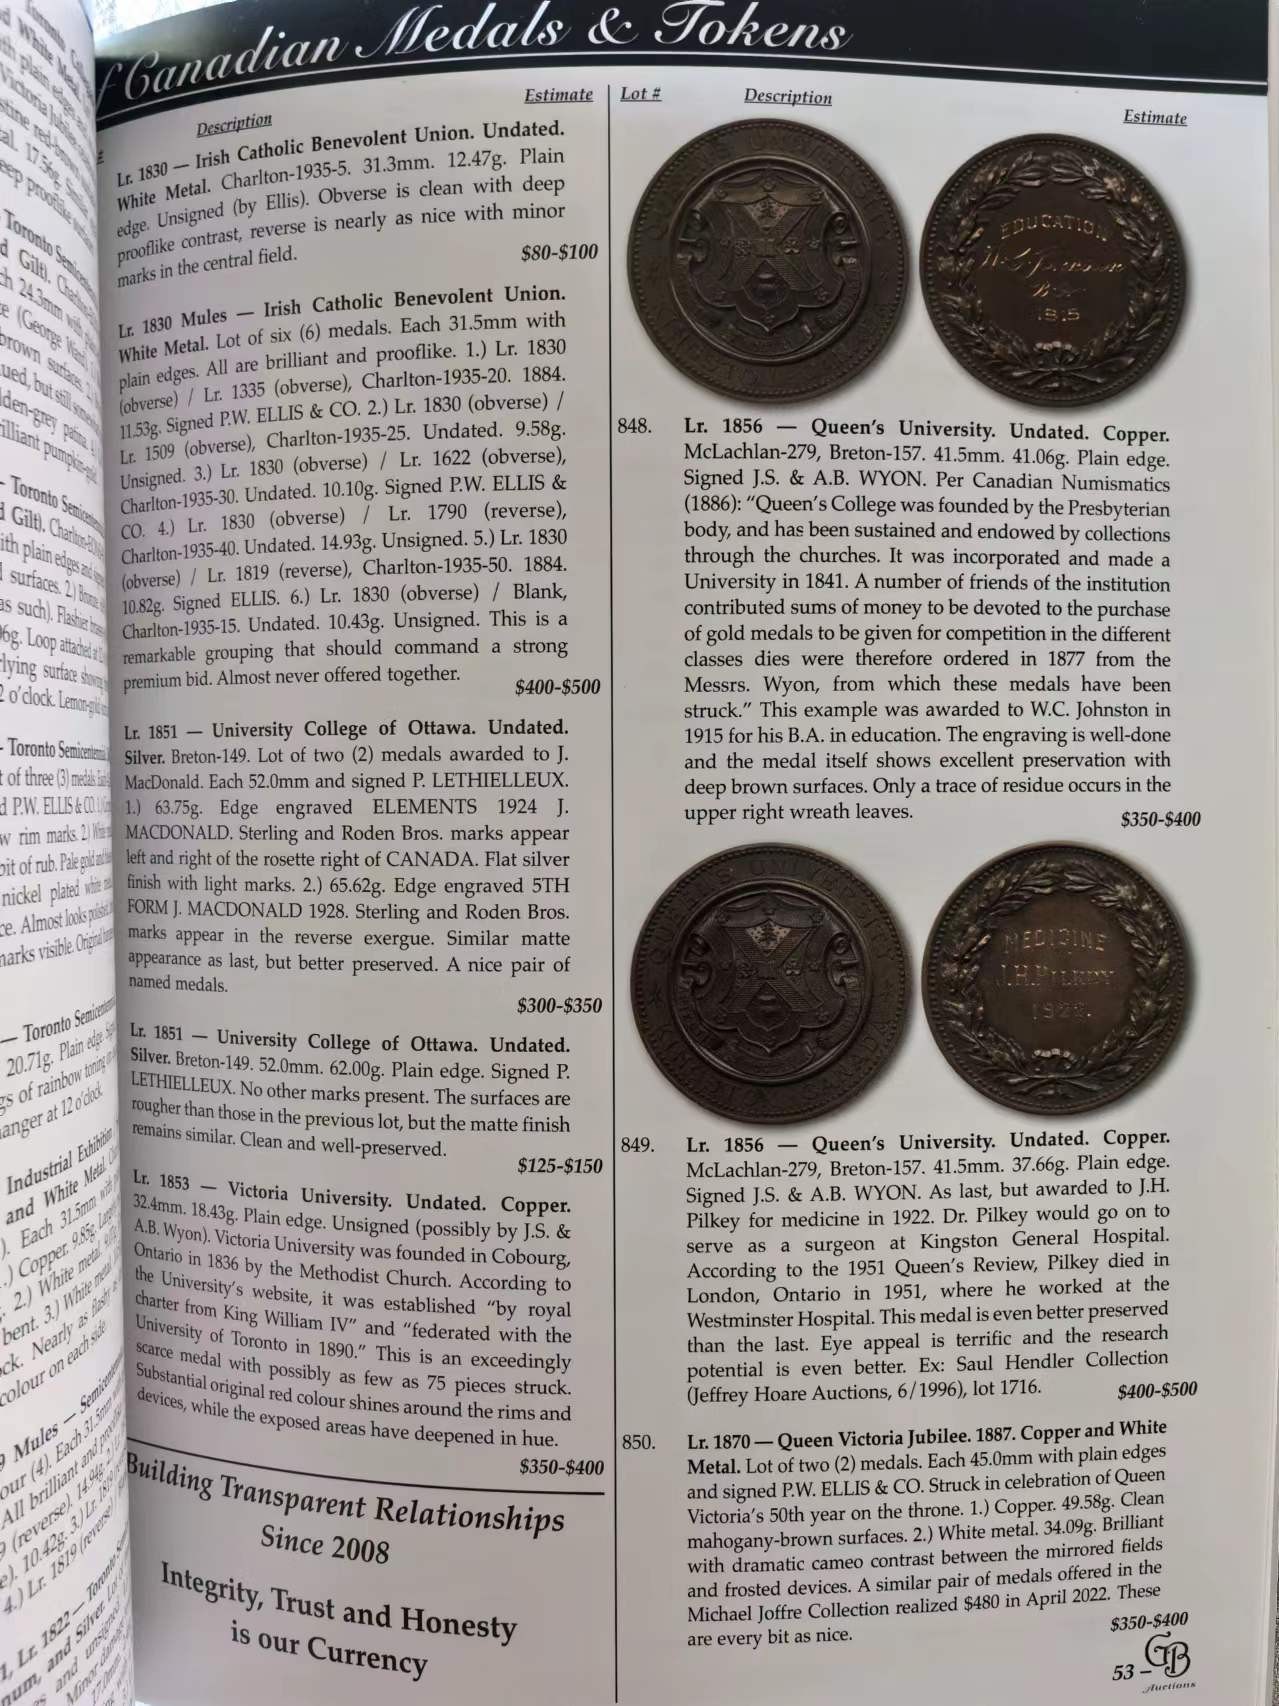 f Canadian Medals & Tokens
Description
Estimate
Lr. 1830 — Irish Catholic Benevolent Union. Undated.
White Metal. Charlton-1935-5. 31.3mm. 12.47g. Plain
edge. Unsigned (by Ellis). Obverse is clean with deep
prooflike contrast, reverse is nearly as nice with minor
marks in the central field.
$80-$100
Lr. 1830 Mules — Irish Catholic Benevolent Union.
White Metal. Lot of six (6) medals. Each 31.5mm with
plain edges. All are brilliant and prooflike. 1.) Lr. 1830
(obverse) / Lr. 1335 (obverse), Charlton-1935-20. 1884.
11.53g. Signed P.W. ELLIS & CO. 2.) Lr. 1830 (obverse) /
Lr. 1509 (obverse), Charlton-1935-25. Undated. 9.58g.
Unsigned. 3.) Lr. 1830 (obverse) / Lr. 1622 (obverse),
Charlton-1935-30. Undated. 10.10g. Signed P.W. ELLIS &
CO. 4.) Lr. 1830 (obverse) / Lr. 1790 (reverse),
Charlton-1935-40. Undated. 14.93g. Unsigned. 5.) Lr. 1830
(obverse) / Lr. 1819 (reverse), Charlton-1935-50. 1884.
10.82g. Signed ELLIS. 6.) Lr. 1830 (obverse) / Blank,
Charlton-1935-15. Undated. 10.43g. Unsigned. This is a
remarkable grouping that should command a strong
premium bid. Almost never offered together.
$400-$500
Lr. 1851 — University College of Ottawa. Undated.
Silver. Breton-149. Lot of two (2) medals awarded to J.
MacDonald. Each 52.0mm and signed P. LETHIELLEUX.
1.) 63.75g. Edge engraved ELEMENTS 1924 J.
MACDONALD. Sterling and Roden Bros. marks appear
left and right of the rosette right of CANADA. Flat silver
finish with light marks. 2.) 65.62g. Edge engraved 5TH
FORM J. MACDONALD 1928. Sterling and Roden Bros.
marks appear in the reverse exergue. Similar matte
appearance as last, but better preserved. A nice pair of
named medals.
$300-$350
Lr. 1851 — University College of Ottawa. Undated.
Silver. Breton-149. 52.0mm. 62.00g. Plain edge. Signed P.
LETHIELLEUX. No other marks present. The surfaces are
rougher than those in the previous lot, but the matte finish
remains similar. Clean and well-preserved.
$125-$150
Lr. 1853 — Victoria University. Undated. Copper.
32.4mm. 18.43g. Plain edge. Unsigned (possibly by J.S. &
A.B. Wyon). Victoria University was founded in Cobourg,
Ontario in 1836 by the Methodist Church. According to
the University's website, it was established "by royal
charter from King William IV" and "federated with the
University of Toronto in 1890." This is an exceedingly
scarce medal with possibly as few as 75 pieces struck.
Substantial original red colour shines around the rims and
devices, while the exposed areas have deepened in hue.
$350-$400
Building Transparent Relationships
Since 2008
Integrity, Trust and Honesty
is our Currency
Lot #
Description
Estimate
EDUCATION
1915
848.
Lr. 1856 — Queen's University. Undated. Copper.
McLachlan-279, Breton-157. 41.5mm. 41.06g. Plain edge.
Signed J.S. & A.B. WYON. Per Canadian Numismatics
(1886): "Queen's College was founded by the Presbyterian
body, and has been sustained and endowed by collections
through the churches. It was incorporated and made a
University in 1841. A number of friends of the institution
contributed sums of money to be devoted to the purchase
of gold medals to be given for competition in the different
classes dies were therefore ordered in 1877 from the
Messrs. Wyon, from which these medals have been
struck." This example was awarded to W.C. Johnston in
1915 for his B.A. in education. The engraving is well-done
and the medal itself shows excellent preservation with
deep brown surfaces. Only a trace of residue occurs in the
upper right wreath leaves.
$350-$400
MEDICINE
J.H. PILKEY
1922.
849.
Lr. 1856 — Queen's University. Undated. Copper.
McLachlan-279, Breton-157. 41.5mm. 37.66g. Plain edge.
Signed J.S. & A.B. WYON. As last, but awarded to J.H.
Pilkey for medicine in 1922. Dr. Pilkey would go on to
serve as a surgeon at Kingston General Hospital.
According to the 1951 Queen's Review, Pilkey died in
London, Ontario in 1951, where he worked at the
Westminster Hospital. This medal is even better preserved
than the last. Eye appeal is terrific and the research
potential is even better. Ex: Saul Hendler Collection
(Jeffrey Hoare Auctions, 6/1996), lot 1716.
$400-$500
850.
Lr. 1870 — Queen Victoria Jubilee. 1887. Copper and White
Metal. Lot of two (2) medals. Each 45.0mm with plain edges
and signed P.W. ELLIS & CO. Struck in celebration of Queen
Victoria's 50th year on the throne. 1.) Copper. 49.58g. Clean
mahogany-brown surfaces. 2.) White metal. 34.09g. Brilliant
with dramatic cameo contrast between the mirrored fields
and frosted devices. A similar pair of medals offered in the
Michael Joffre Collection realized $480 in April 2022. These
are every bit as nice.
$350-$400
53 –
GB
Auctions